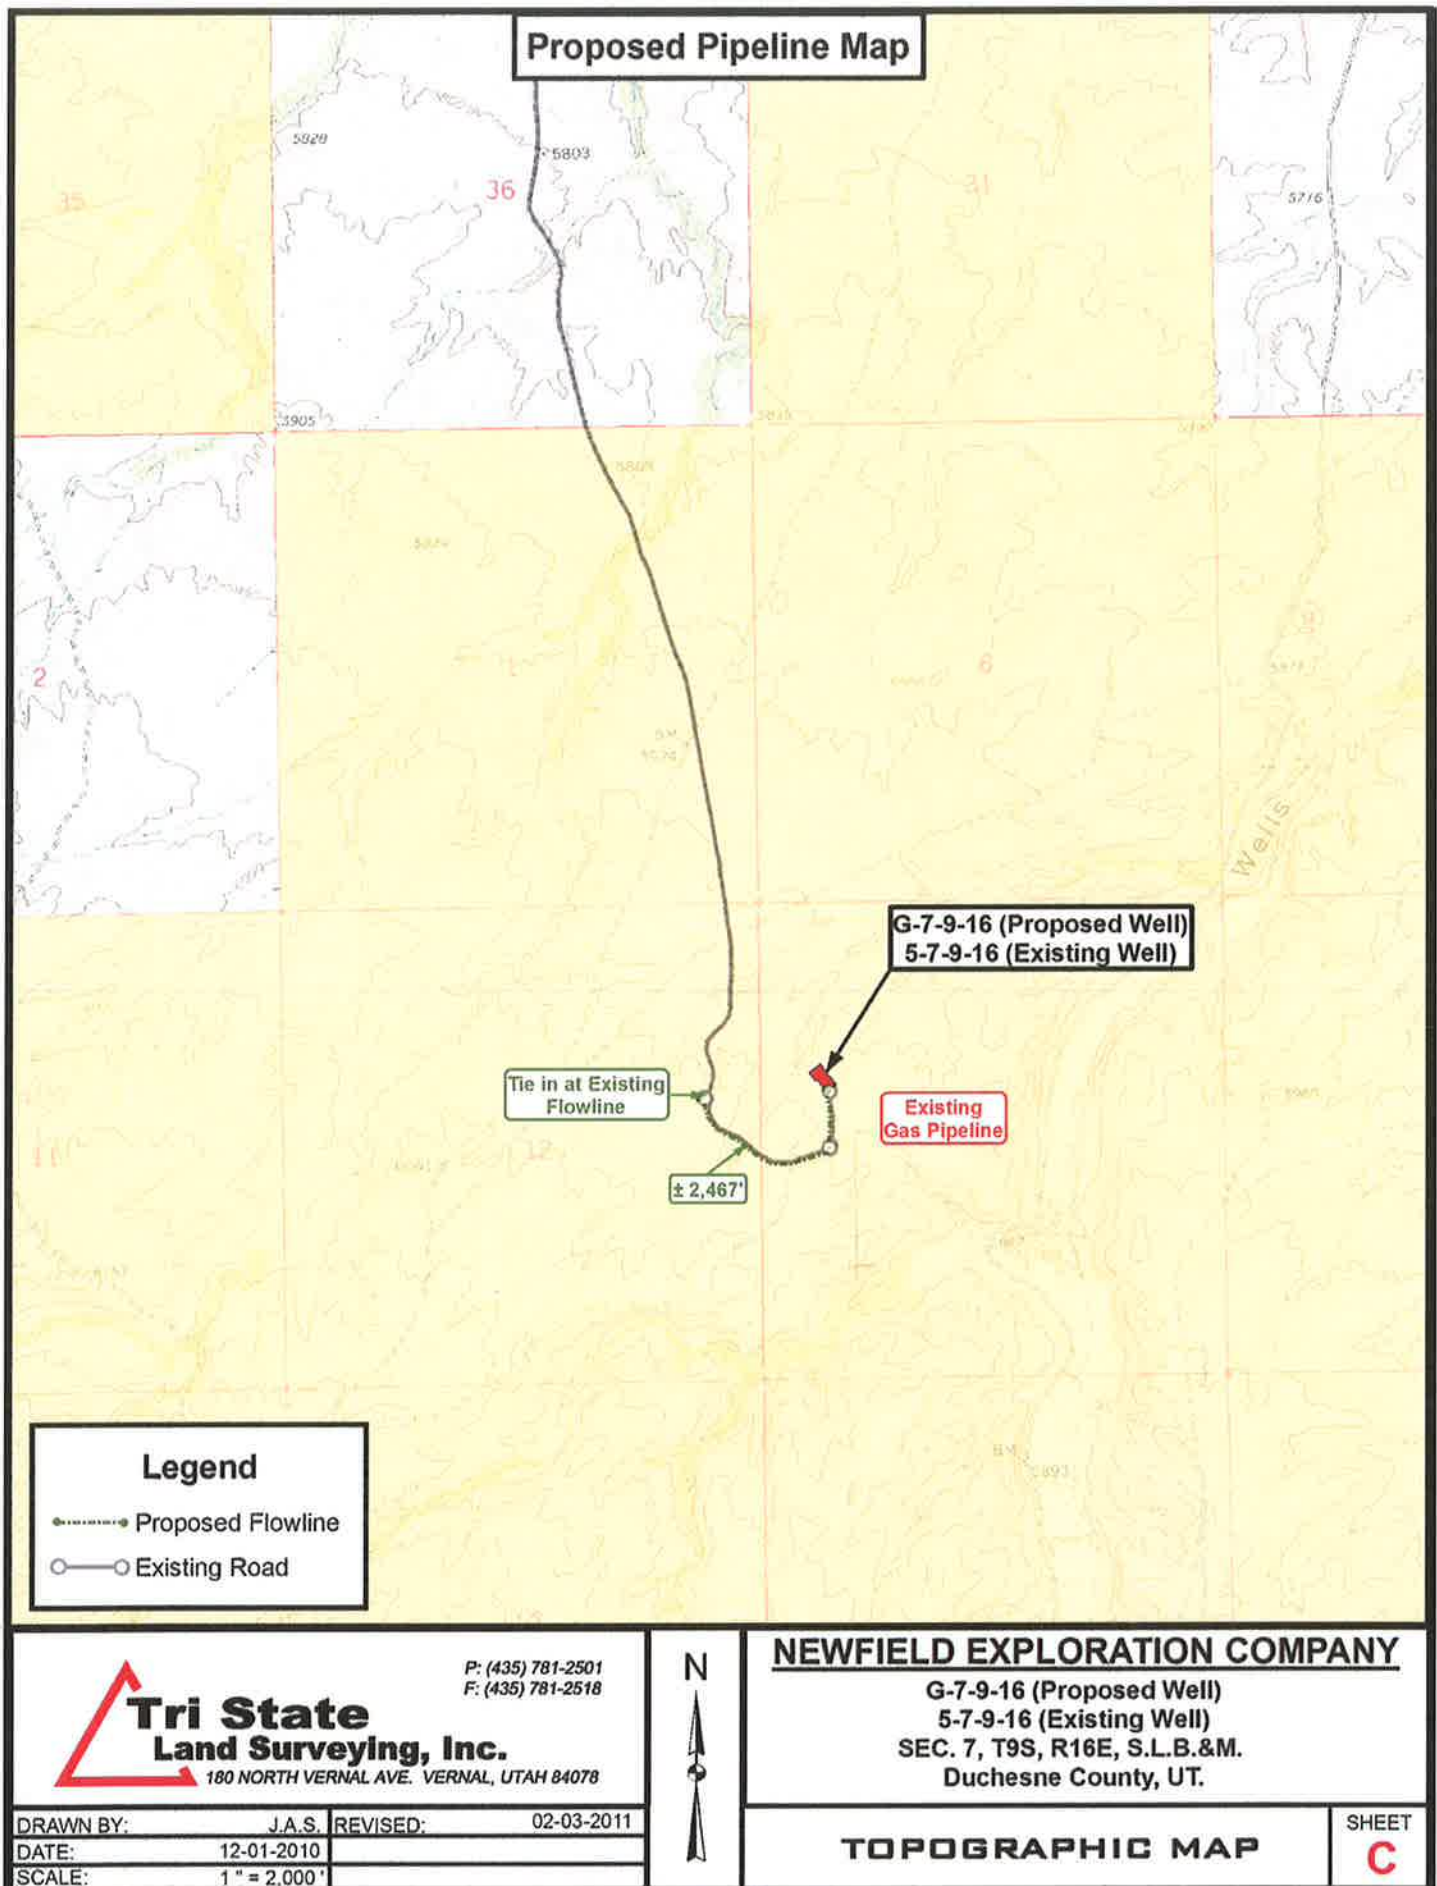 Proposed Pipeline Map
5828
5803
36
35
31
5716
5905
2
6
Wells
G-7-9-16 (Proposed Well)
5-7-9-16 (Existing Well)
Tie in at Existing
Flowline
Existing
Gas Pipeline
12
± 2,467'
BM
Legend
Proposed Flowline
Existing Road
P: (435) 781-2501
F: (435) 781-2518
Tri State
Land Surveying, Inc.
180 NORTH VERNAL AVE. VERNAL, UTAH 84078
N
NEWFIELD EXPLORATION COMPANY
G-7-9-16 (Proposed Well)
5-7-9-16 (Existing Well)
SEC. 7, T9S, R16E, S.L.B.&M.
Duchesne County, UT.
DRAWN BY: J.A.S. REVISED: 02-03-2011
DATE: 12-01-2010
SCALE: 1" = 2,000'
TOPOGRAPHIC MAP
SHEET
C